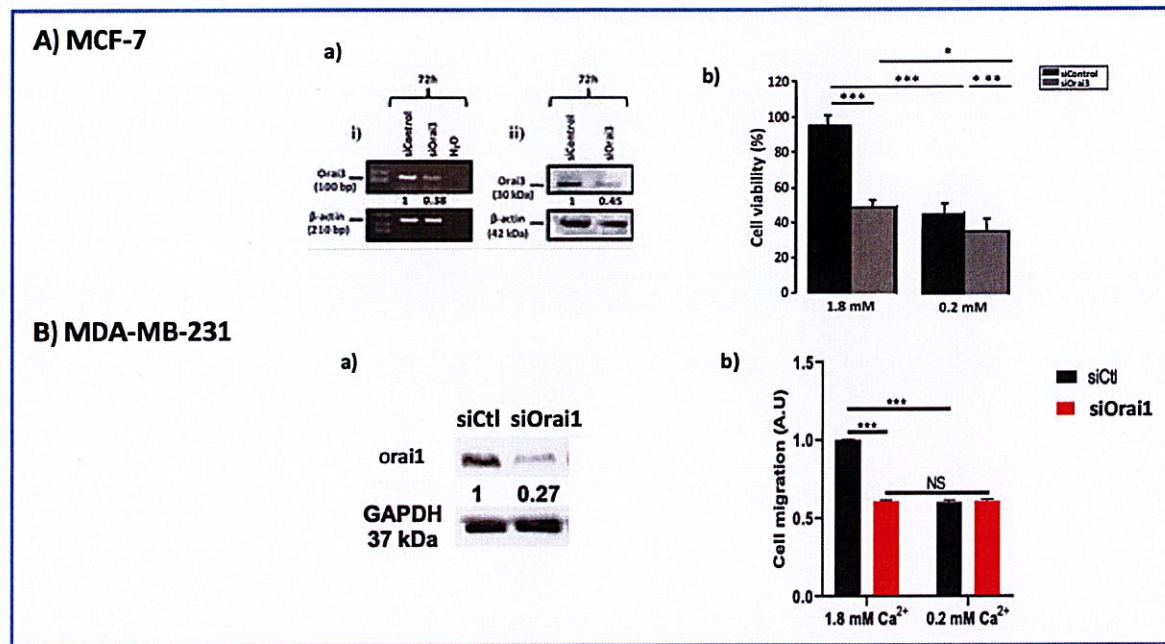 A) MCF-7
a)
72h
72h
i)
siControl
siOrai3
H₂O
ii)
siControl
siOrai3
Orai3
(100 bp)
1 0.38
β-actin
(210 bp)
Orai3
(30 kDa)
1 0.45
β-actin
(42 kDa)
b)
siControl
siOrai3
*
*** ***
***
Cell viability (%)
120
100
80
60
40
20
0
1.8 mM 0.2 mM
B) MDA-MB-231
a)
siCtl siOrai1
orai1
1 0.27
GAPDH
37 kDa
b)
siCtl
siOrai1
***
***
NS
Cell migration (A.U)
1.5
1.0
0.5
0.0
1.8 mM Ca²⁺ 0.2 mM Ca²⁺